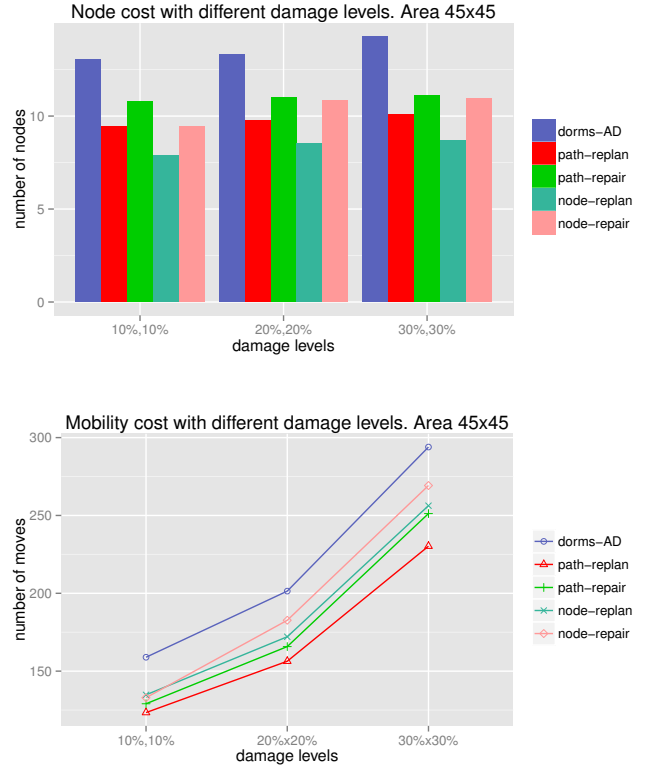 Node cost with different damage levels. Area 45x45
number of nodes
10
5
0
10%,10%
20%,20%
30%,30%
damage levels
dorms−AD
path−replan
path−repair
node−replan
node−repair
Mobility cost with different damage levels. Area 45x45
number of moves
300
250
200
150
10%,10%
20%x20%
30%x30%
damage levels
dorms−AD
path−replan
path−repair
node−replan
node−repair